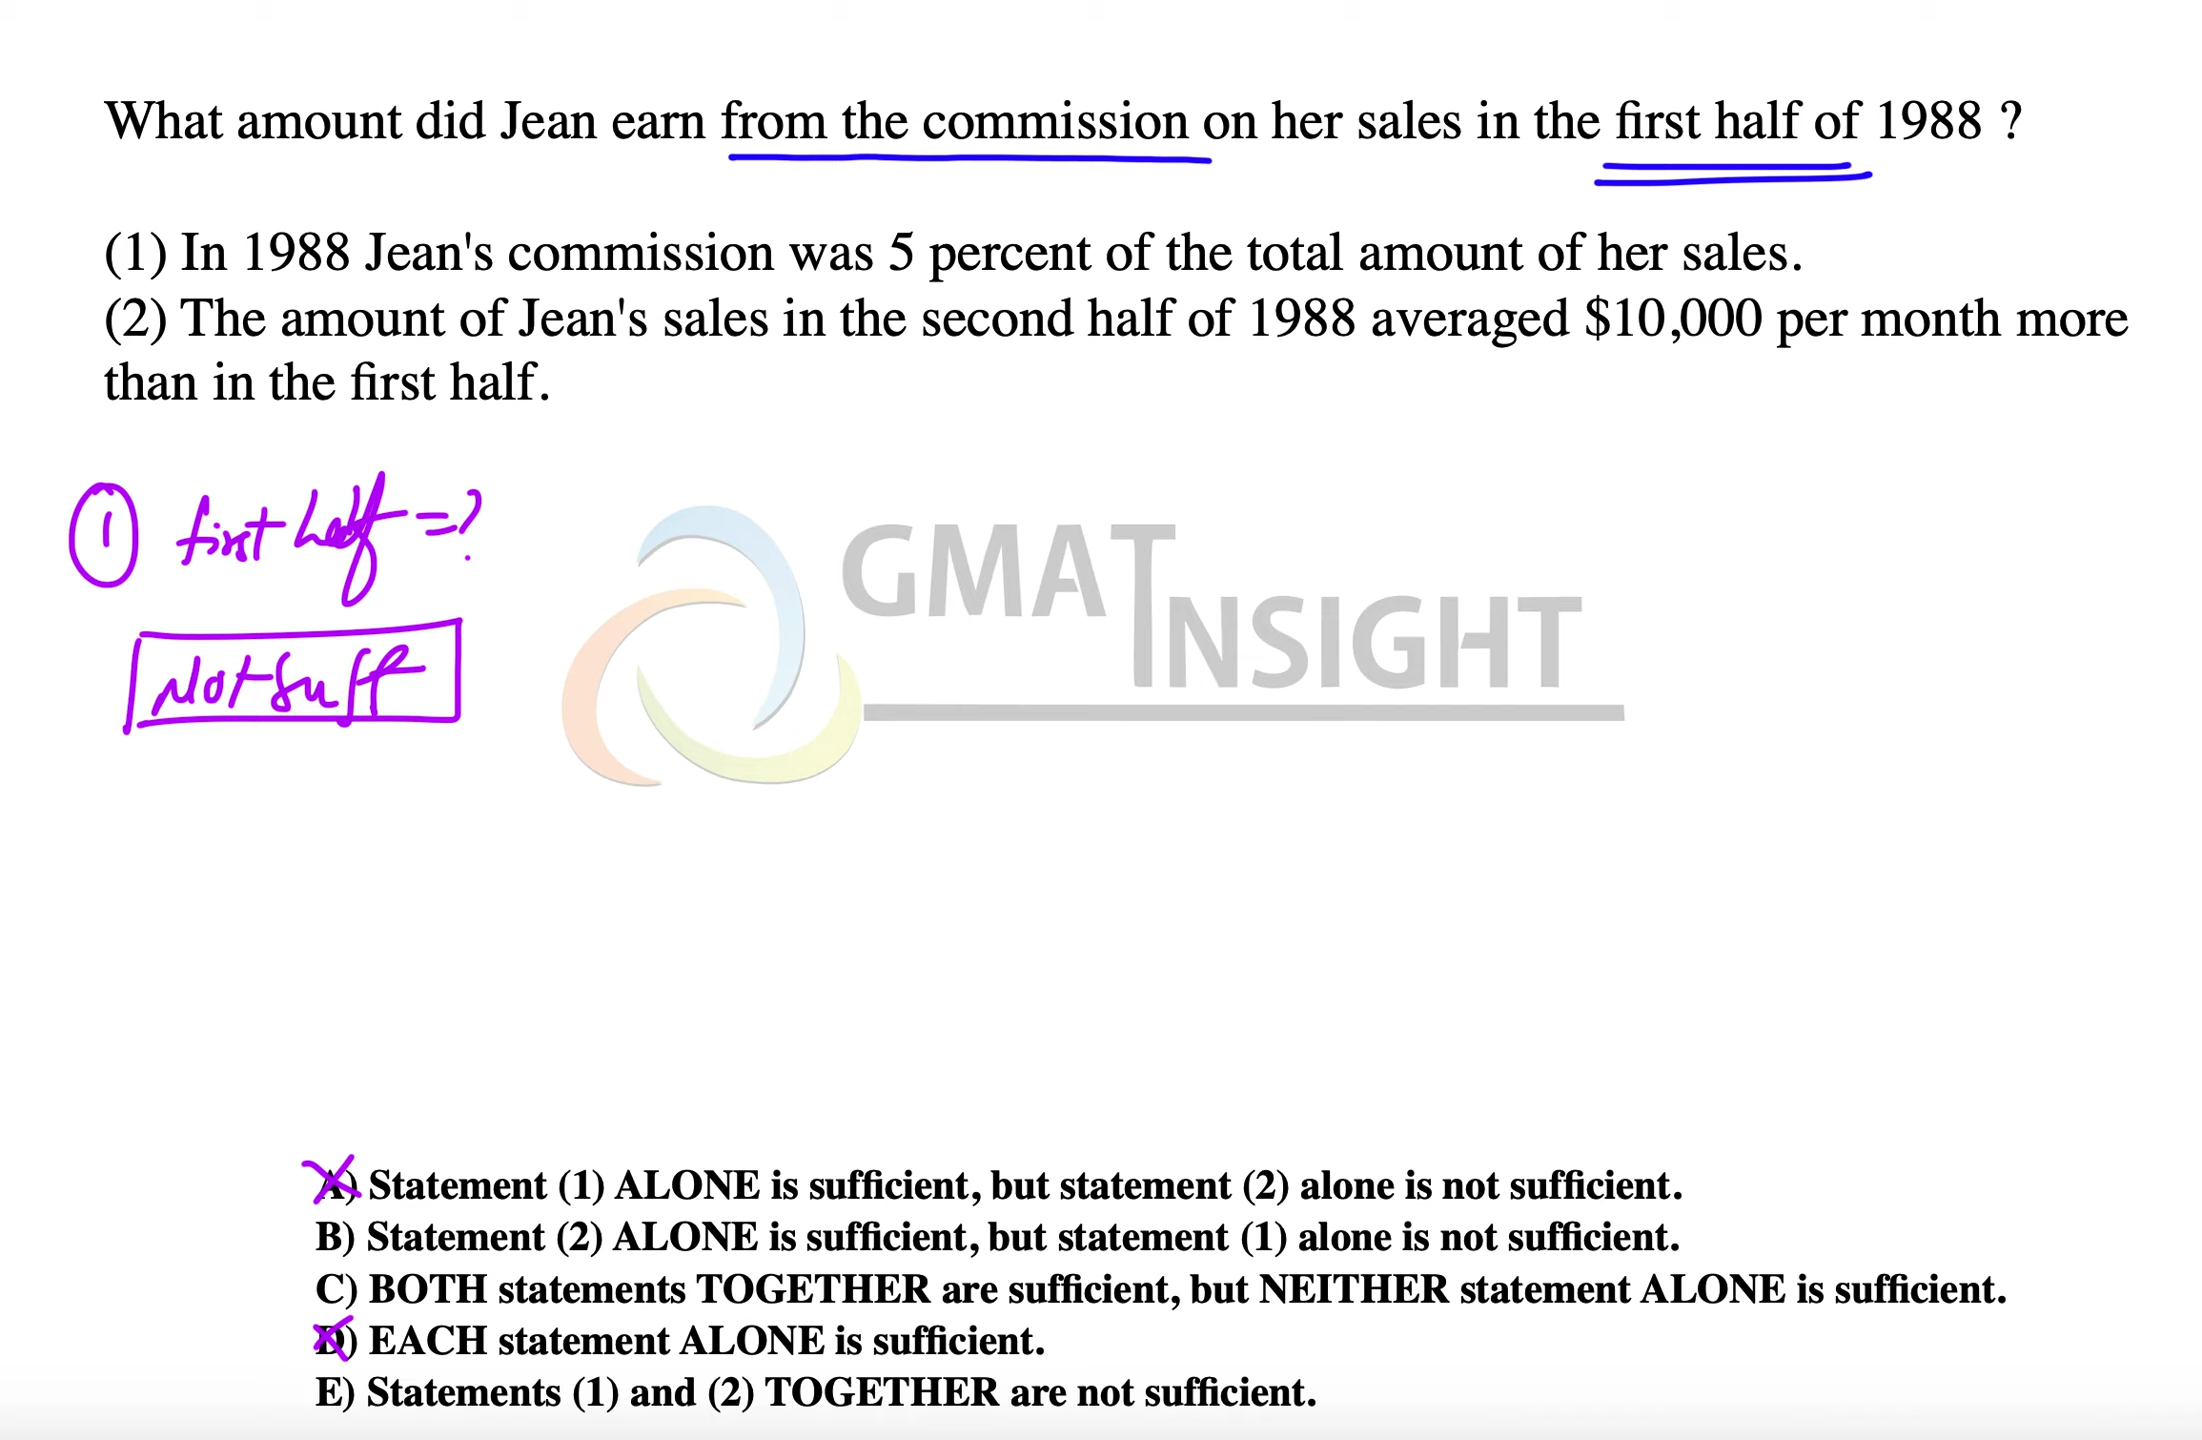 What amount did Jean earn from the commission on her sales in the first half of 1988 ?
(1) In 1988 Jean's commission was 5 percent of the total amount of her sales.
(2) The amount of Jean's sales in the second half of 1988 averaged $10,000 per month more
than in the first half.
① first half =?
Not Suff
GMAT INSIGHT
A) Statement (1) ALONE is sufficient, but statement (2) alone is not sufficient.
B) Statement (2) ALONE is sufficient, but statement (1) alone is not sufficient.
C) BOTH statements TOGETHER are sufficient, but NEITHER statement ALONE is sufficient.
D) EACH statement ALONE is sufficient.
E) Statements (1) and (2) TOGETHER are not sufficient.